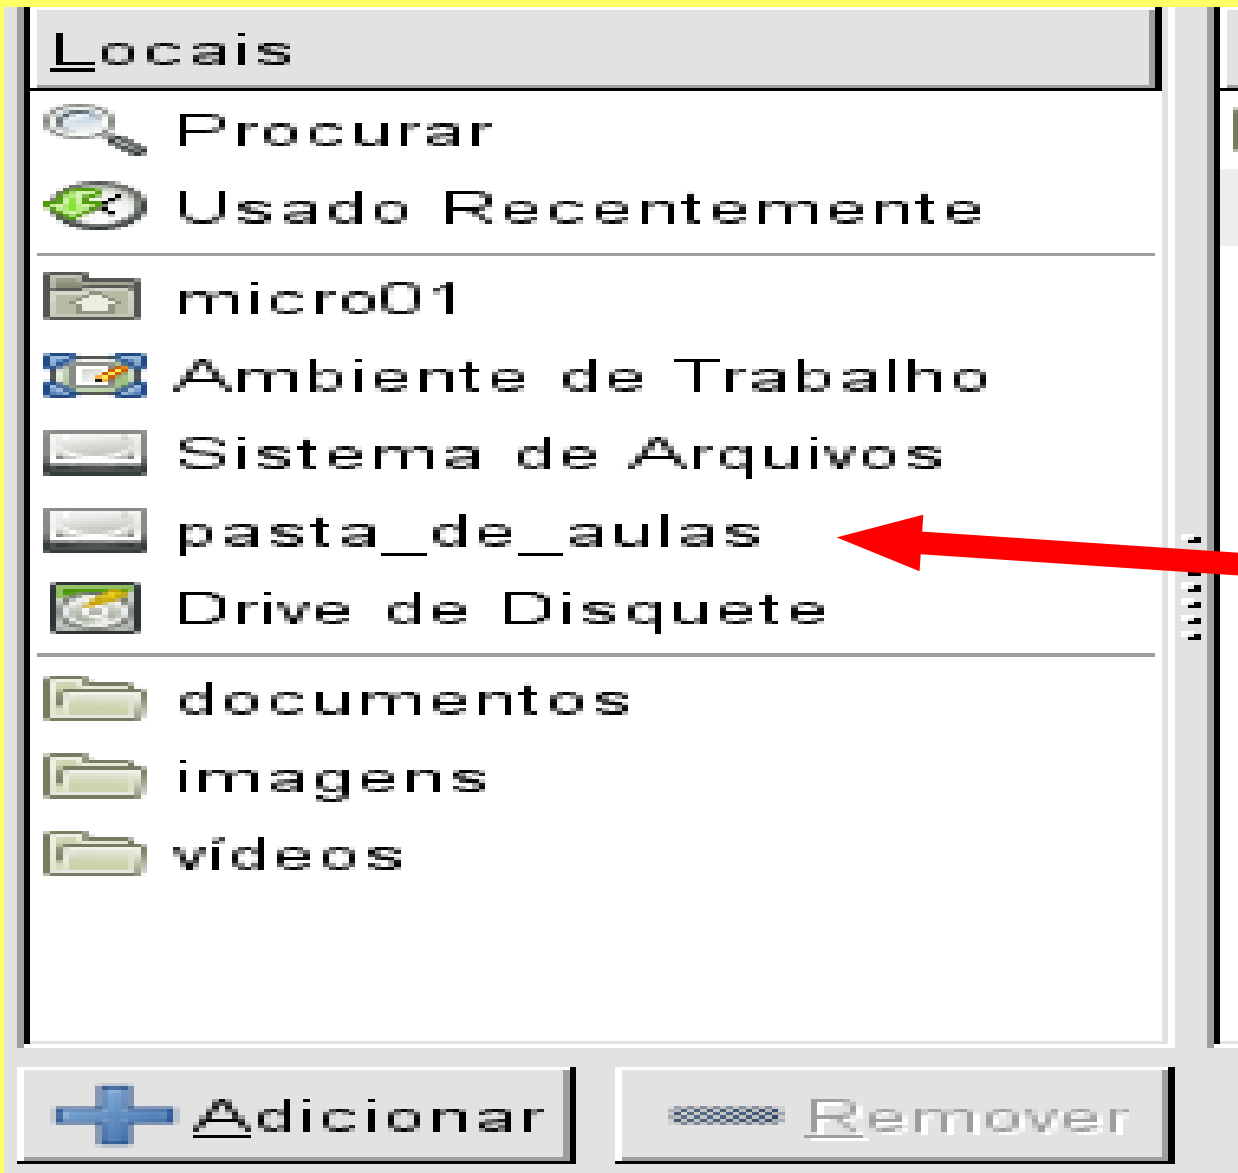 Locais
Procurar
Usado Recentemente
micro01
Ambiente de Trabalho
Sistema de Arquivos
pasta_de_aulas
Drive de Disquete
documentos
imagens
vídeos
Adicionar
Remover